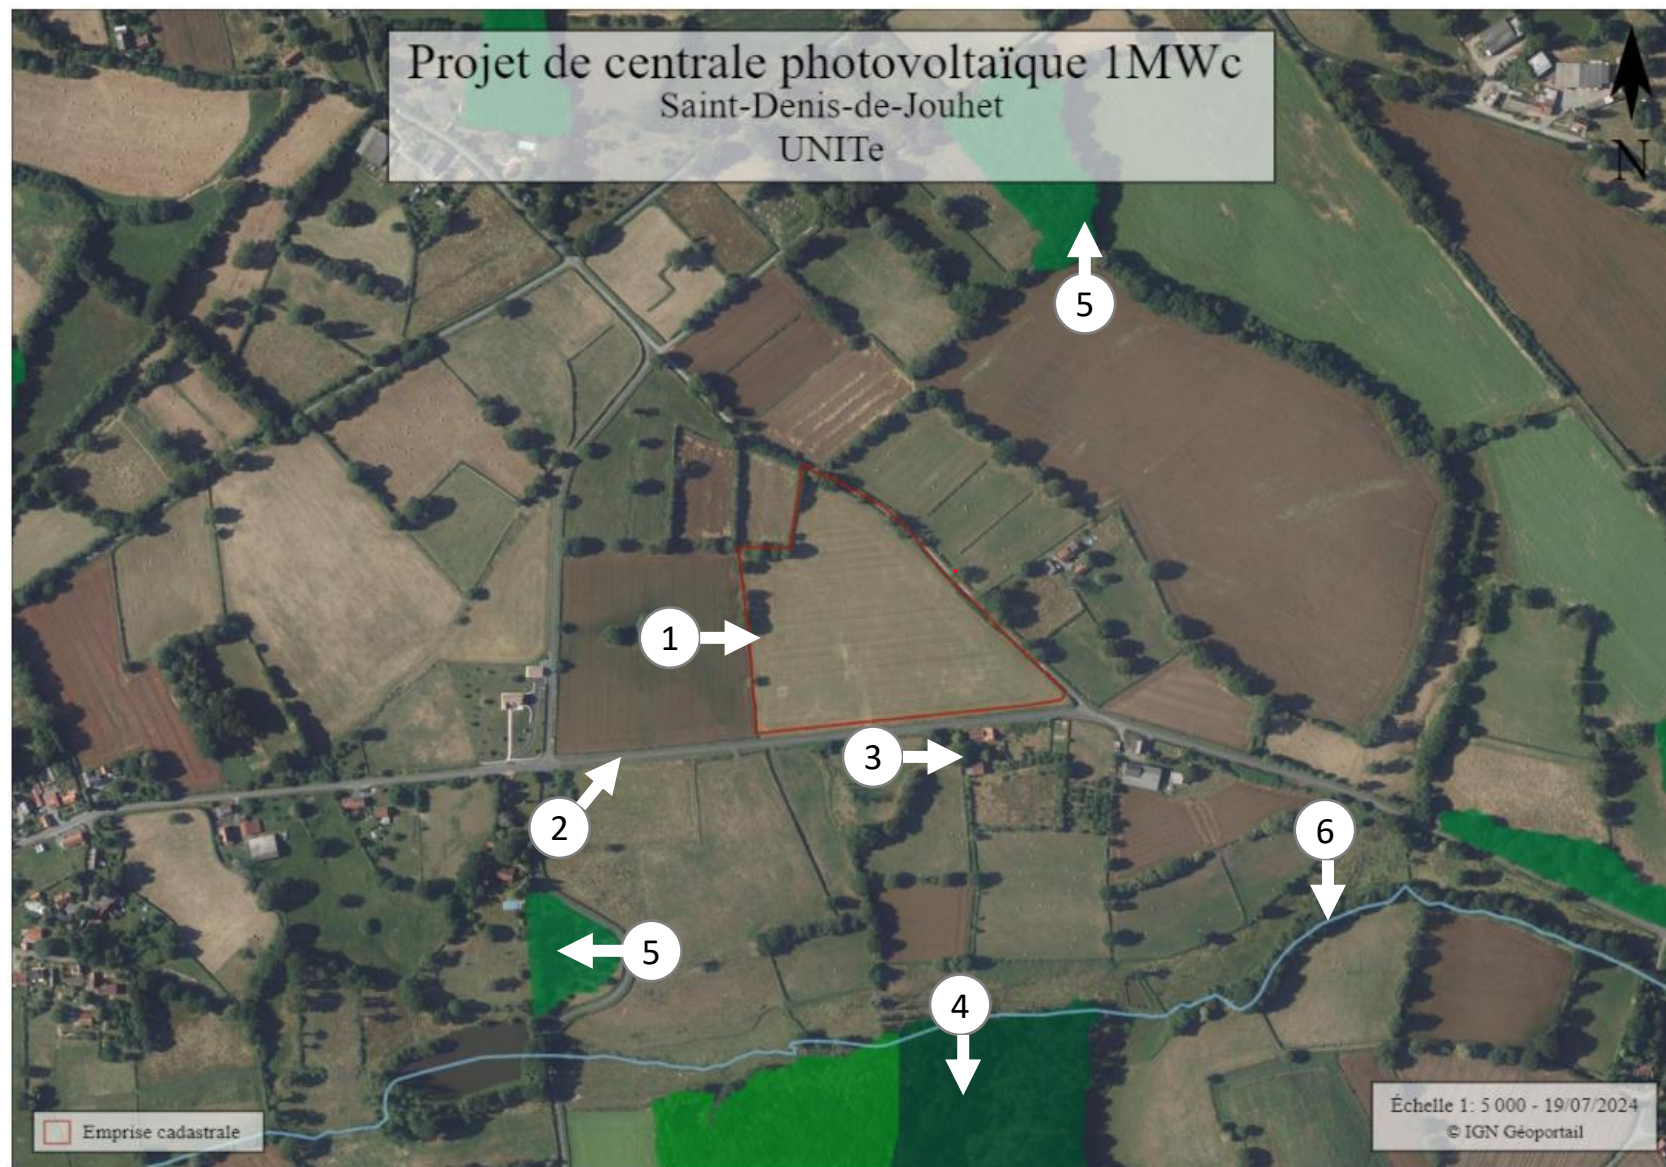 Projet de centrale photovoltaïque 1MWc
Saint-Denis-de-Jouhet
UNITe
N
5
1
3
2
6
5
4
Échelle 1: 5 000 - 19/07/2024
© IGN Géoportail
Emprise cadastrale